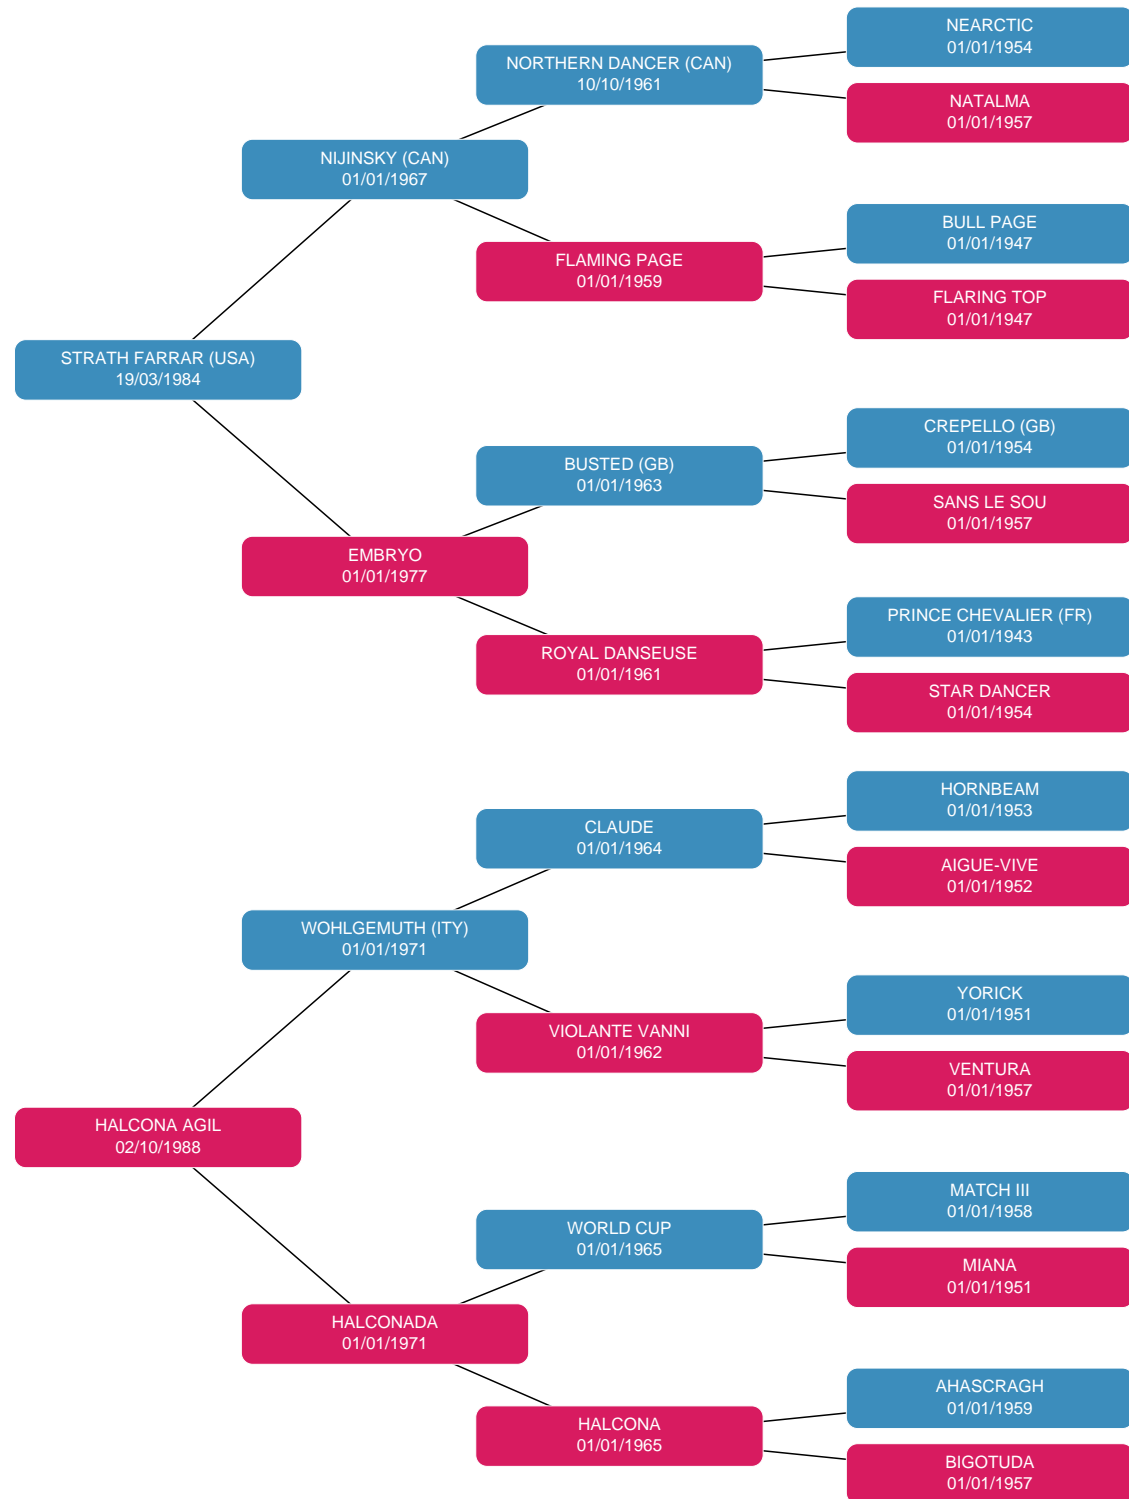 NEARCTIC
01/01/1954
NORTHERN DANCER (CAN)
10/10/1961
NATALMA
01/01/1957
NIJINSKY (CAN)
01/01/1967
BULL PAGE
01/01/1947
FLAMING PAGE
01/01/1959
FLARING TOP
01/01/1947
STRATH FARRAR (USA)
19/03/1984
CREPELLO (GB)
01/01/1954
BUSTED (GB)
01/01/1963
SANS LE SOU
01/01/1957
EMBRYO
01/01/1977
PRINCE CHEVALIER (FR)
01/01/1943
ROYAL DANSEUSE
01/01/1961
STAR DANCER
01/01/1954
HORNBEAM
01/01/1953
CLAUDE
01/01/1964
AIGUE-VIVE
01/01/1952
WOHLGEMUTH (ITY)
01/01/1971
YORICK
01/01/1951
VIOLANTE VANNI
01/01/1962
VENTURA
01/01/1957
HALCONA AGIL
02/10/1988
MATCH III
01/01/1958
WORLD CUP
01/01/1965
MIANA
01/01/1951
HALCONADA
01/01/1971
AHASCRAGH
01/01/1959
HALCONA
01/01/1965
BIGOTUDA
01/01/1957